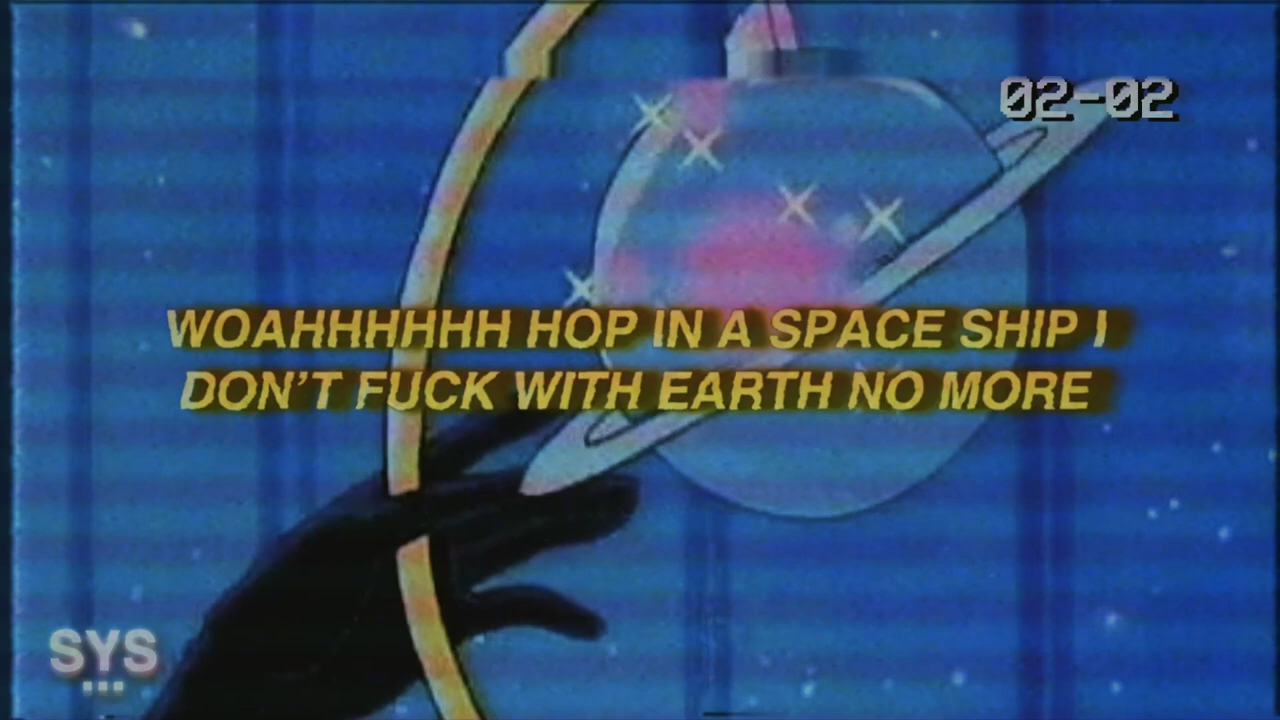 02-02
WOAHHHHHH HOP IN A SPACE SHIP I
DON'T FUCK WITH EARTH NO MORE
SYS